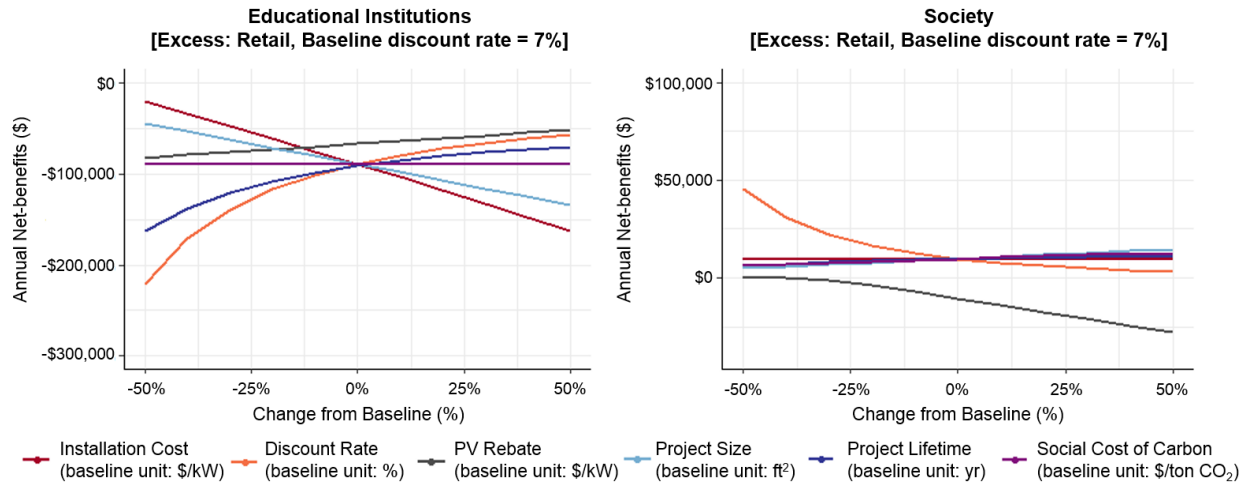 Educational Institutions
[Excess: Retail, Baseline discount rate = 7%]
Annual Net-benefits ($)
$0
-$100,000
-$200,000
-$300,000
-50%
-25%
0%
25%
50%
Change from Baseline (%)
Society
[Excess: Retail, Baseline discount rate = 7%]
Annual Net-benefits ($)
$100,000
$50,000
$0
-50%
-25%
0%
25%
50%
Change from Baseline (%)
Installation Cost
(baseline unit: $/kW)
Discount Rate
(baseline unit: %)
PV Rebate
(baseline unit: $/kW)
Project Size
(baseline unit: ft²)
Project Lifetime
(baseline unit: yr)
Social Cost of Carbon
(baseline unit: $/ton CO₂)